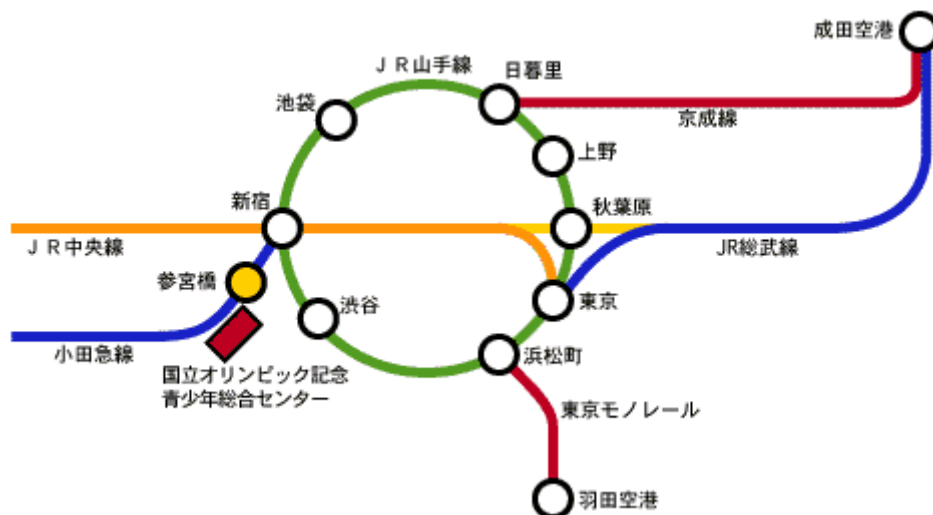 成田空港
ＪＲ山手線
日暮里
池袋
京成線
上野
新宿
秋葉原
ＪＲ中央線
JR総武線
参宮橋
渋谷
東京
小田急線
浜松町
国立オリンピック記念
青少年総合センター
東京モノレール
羽田空港